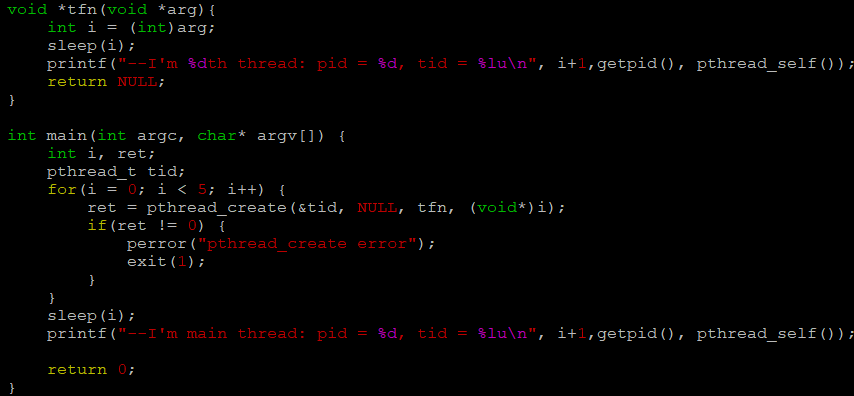 void *tfn(void *arg){
    int i = (int)arg;
    sleep(i);
    printf("--I'm %dth thread: pid = %d, tid = %lu\n", i+1,getpid(), pthread_self());
    return NULL;
}

int main(int argc, char* argv[]) {
    int i, ret;
    pthread_t tid;
    for(i = 0; i < 5; i++) {
        ret = pthread_create(&tid, NULL, tfn, (void*)i);
        if(ret != 0) {
            perror("pthread_create error");
            exit(1);
        }
    }
    sleep(i);
    printf("--I'm main thread: pid = %d, tid = %lu\n", i+1,getpid(), pthread_self());

    return 0;
}